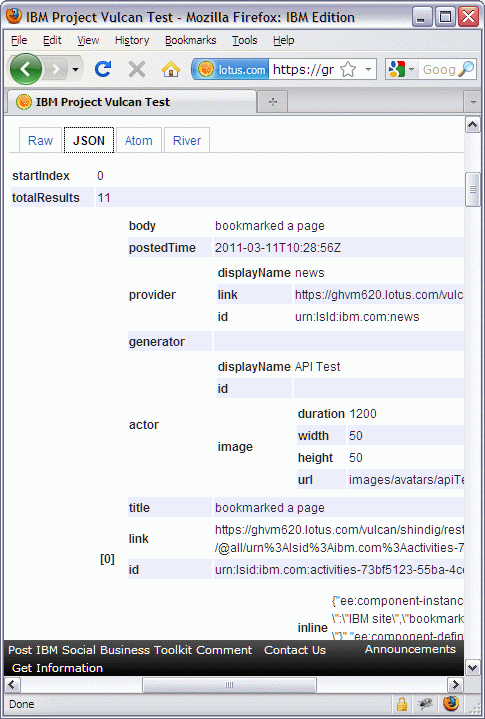 IBM Project Vulcan Test - Mozilla Firefox: IBM Edition
File Edit View History Bookmarks Tools Help
lotus.com https://gr Goog
IBM Project Vulcan Test
Raw JSON Atom River
startIndex 0
totalResults 11
body bookmarked a page
postedTime 2011-03-11T10:28:56Z
displayName news
provider link https://ghvm620.lotus.com/vulc
id urn:lsId:ibm.com:news
generator
displayName API Test
id
actor
duration 1200
width 50
image
height 50
url images/avatars/apiTe
title bookmarked a page
link https://ghvm620.lotus.com/vulcan/shindig/rest
/@all/urn%3Alsid%3Aibm.com%3Aactivities-7
[0]
id urn:lsid:ibm.com:activities-73bf5123-55ba-4c
{"ee:component-instanc
inline \":\"IBM site\",\"bookmar
\"}","ee:component-defin
Post IBM Social Business Toolkit Comment Contact Us Announcements
Get Information
Done